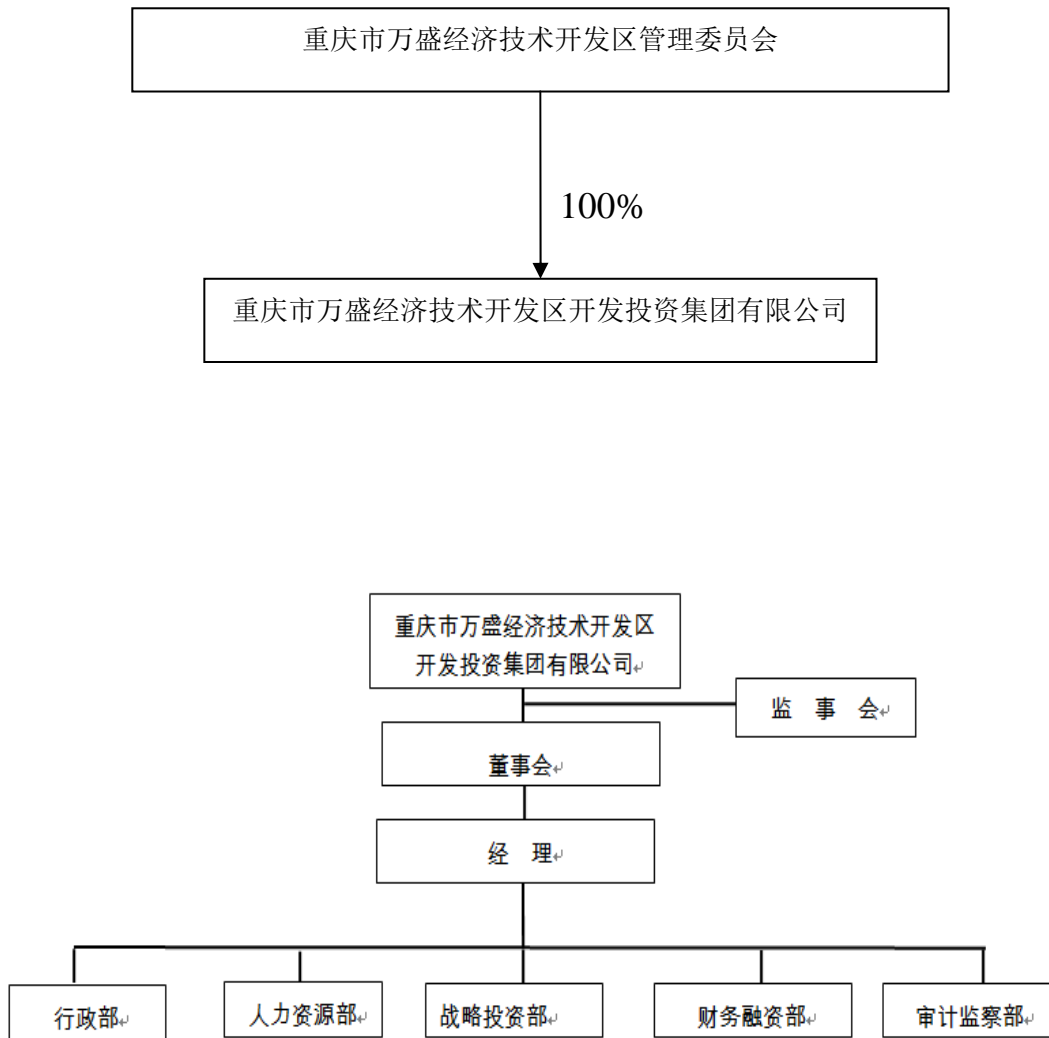 重庆市万盛经济技术开发区管理委员会
100%
重庆市万盛经济技术开发区开发投资集团有限公司
重庆市万盛经济技术开发区
开发投资集团有限公司
监 事 会
董事会
经 理
行政部
人力资源部
战略投资部
财务融资部
审计监察部